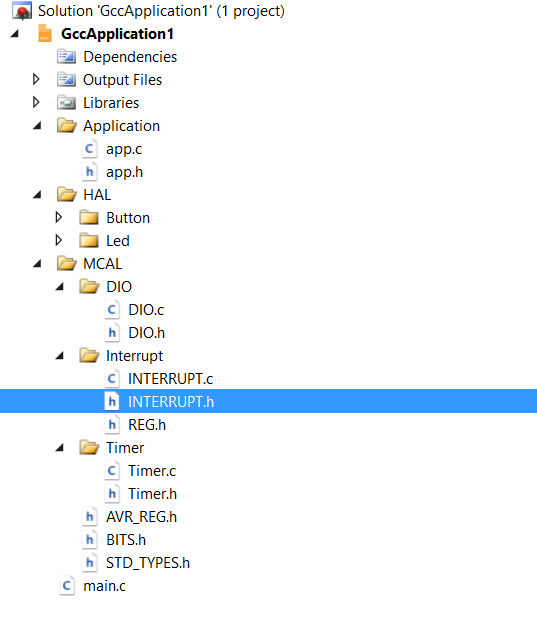 Solution 'GccApplication1' (1 project)
GccApplication1
Dependencies
Output Files
Libraries
Application
app.c
app.h
HAL
Button
Led
MCAL
DIO
DIO.c
DIO.h
Interrupt
INTERRUPT.c
INTERRUPT.h
REG.h
Timer
Timer.c
Timer.h
AVR_REG.h
BITS.h
STD_TYPES.h
main.c